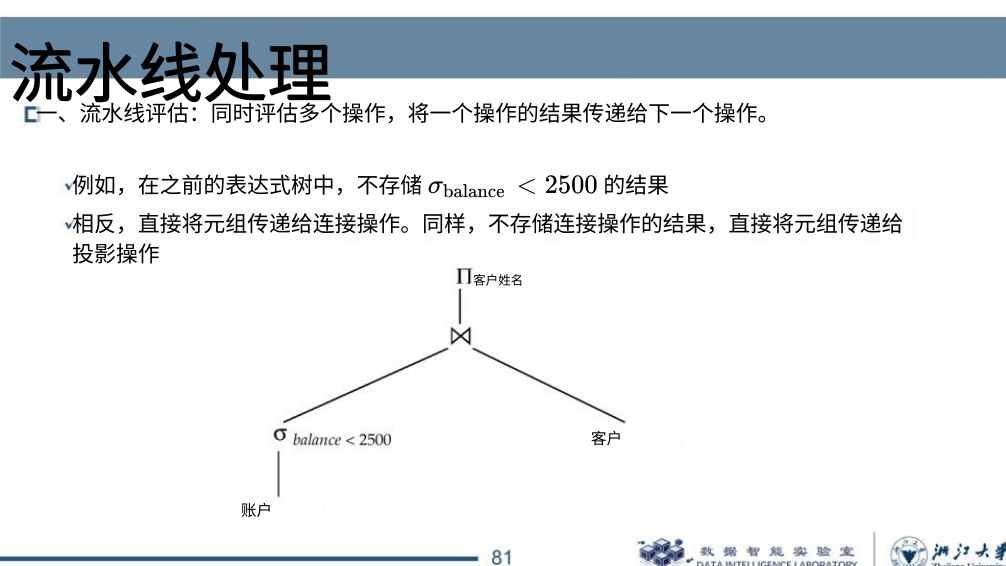 流水线处理
一、流水线评估：同时评估多个操作，将一个操作的结果传递给下一个操作。
例如，在之前的表达式树中，不存储 σbalance < 2500 的结果
相反，直接将元组传递给连接操作。同样，不存储连接操作的结果，直接将元组传递给
投影操作
Π客户姓名
⋈
σ balance < 2500
客户
账户
81
数据智能实验室
DATA INTELLIGENCE LABORATORY
浙江大学
Zhejiang University